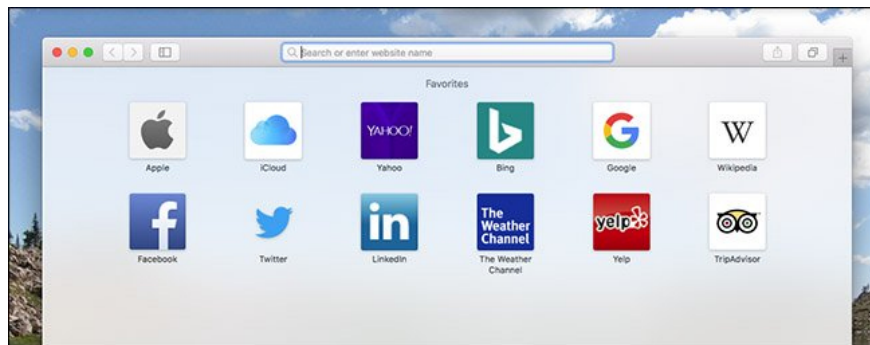 Search or enter website name
Favorites
YAHOO!
W
The
Weather
Channel
f
in
yelp
Apple
iCloud
Yahoo
Bing
Google
Wikipedia
Facebook
Twitter
LinkedIn
The Weather
Channel
Yelp
TripAdvisor